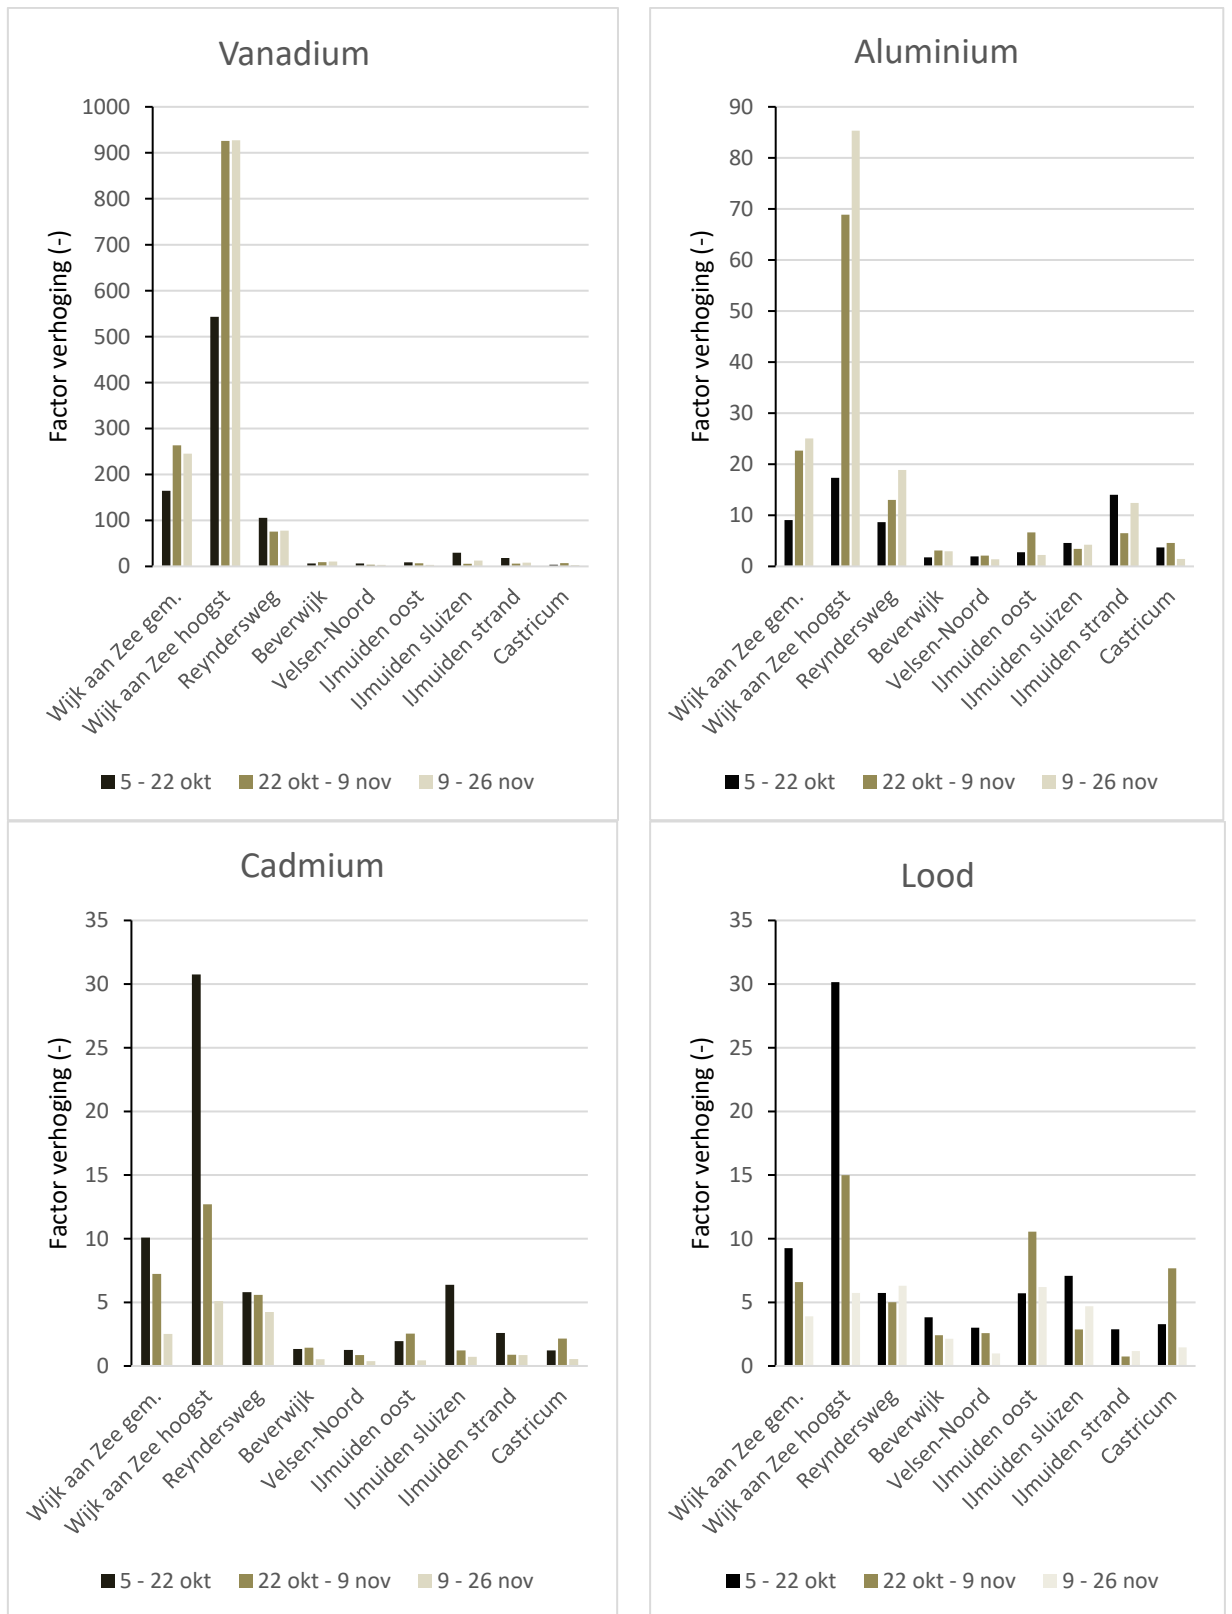 Vanadium
Factor verhoging (-)
1000
900
800
700
600
500
400
300
200
100
0
Wijk aan Zee gem.
Wijk aan Zee hoogst
Reyndersweg
Beverwijk
Velsen-Noord
IJmuiden oost
IJmuiden sluizen
IJmuiden strand
Castricum
5 - 22 okt
22 okt - 9 nov
9 - 26 nov
Aluminium
Factor verhoging (-)
90
80
70
60
50
40
30
20
10
0
Wijk aan Zee gem.
Wijk aan Zee hoogst
Reyndersweg
Beverwijk
Velsen-Noord
IJmuiden oost
IJmuiden sluizen
IJmuiden strand
Castricum
5 - 22 okt
22 okt - 9 nov
9 - 26 nov
Cadmium
Factor verhoging (-)
35
30
25
20
15
10
5
0
Wijk aan Zee gem.
Wijk aan Zee hoogst
Reyndersweg
Beverwijk
Velsen-Noord
IJmuiden oost
IJmuiden sluizen
IJmuiden strand
Castricum
5 - 22 okt
22 okt - 9 nov
9 - 26 nov
Lood
Factor verhoging (-)
35
30
25
20
15
10
5
0
Wijk aan Zee gem.
Wijk aan Zee hoogst
Reyndersweg
Beverwijk
Velsen-Noord
IJmuiden oost
IJmuiden sluizen
IJmuiden strand
Castricum
5 - 22 okt
22 okt - 9 nov
9 - 26 nov